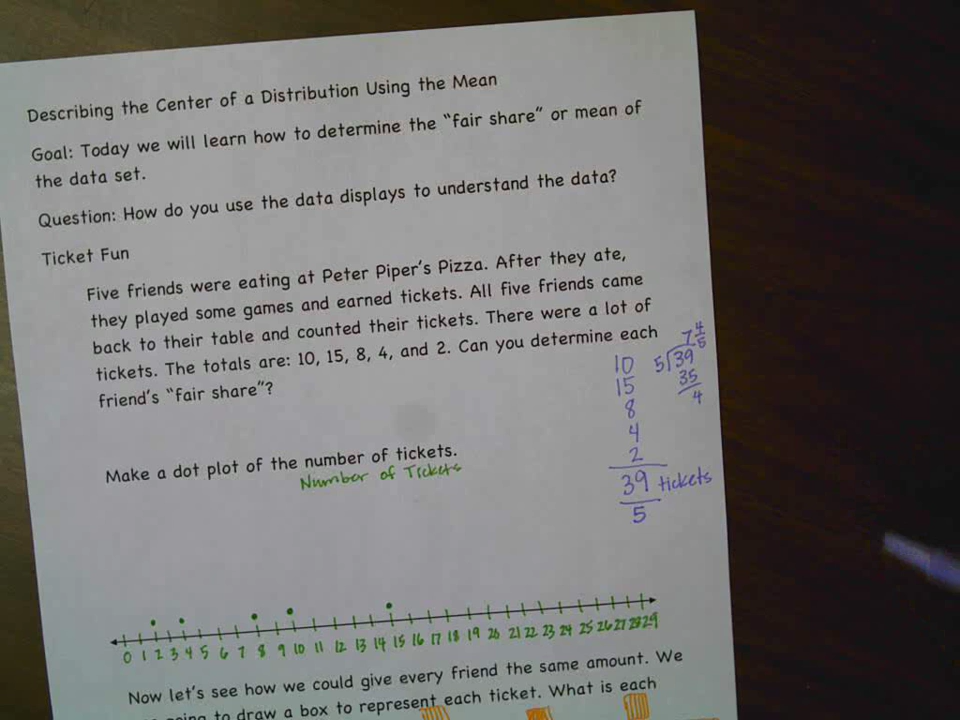 Describing the Center of a Distribution Using the Mean
Goal: Today we will learn how to determine the “fair share” or mean of
the data set.
Question: How do you use the data displays to understand the data?
Ticket Fun
Five friends were eating at Peter Piper’s Pizza. After they ate,
they played some games and earned tickets. All five friends came
back to their table and counted their tickets. There were a lot of
tickets. The totals are: 10, 15, 8, 4, and 2. Can you determine each
friend’s “fair share”?
10
15
8
4
2
39 tickets
5
7 4/5
5)39
35
4
Make a dot plot of the number of tickets.
Number of Tickets
0 1 2 3 4 5 6 7 8 9 10 11 12 13 14 15 16 17 18 19 20 21 22 23 24 25 26 27 28 29
Now let’s see how we could give every friend the same amount. We
going to draw a box to represent each ticket. What is each